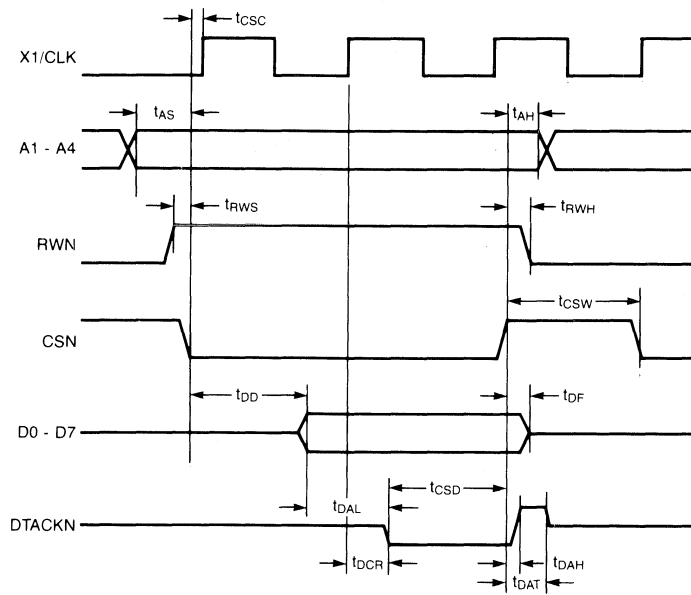 tCSC
X1/CLK
tAS
tAH
A1 - A4
tRWS
tRWH
RWN
tCSW
CSN
tDD
tDF
D0 - D7
tCSD
tDAL
DTACKN
tDCR
tDAH
tDAT